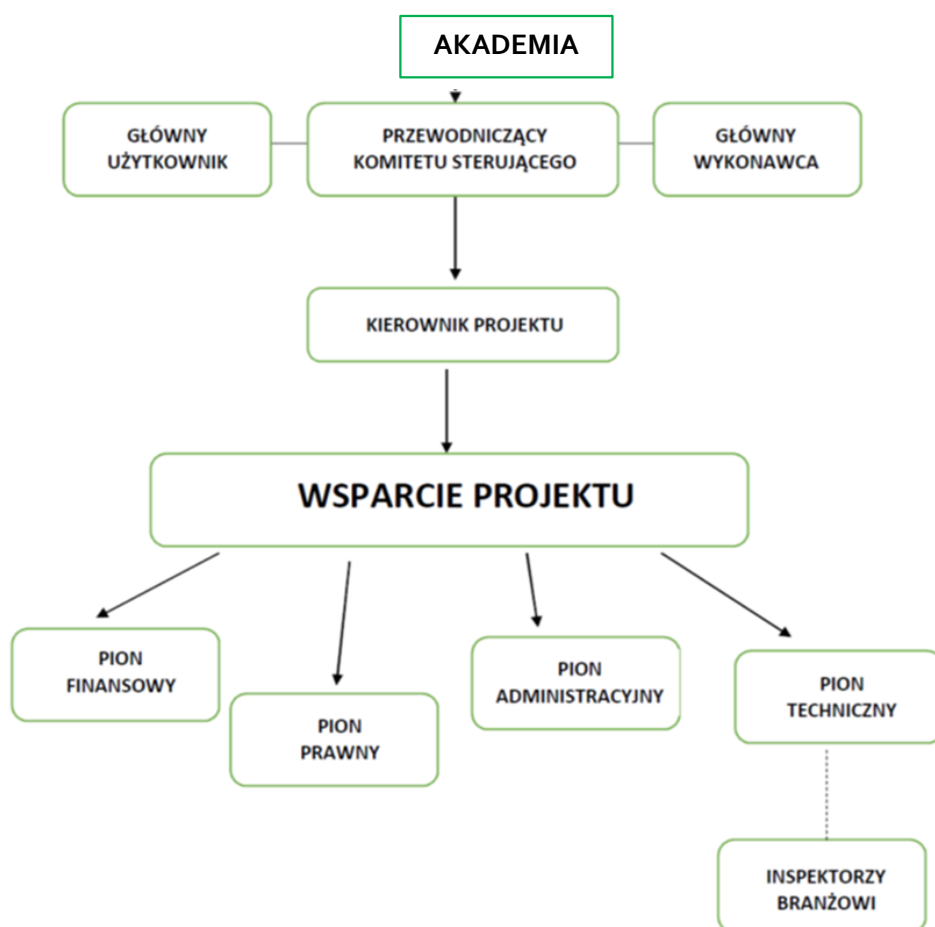 AKADEMIA
GŁÓWNY
UŻYTKOWNIK
PRZEWODNICZĄCY
KOMITETU STERUJĄCEGO
GŁÓWNY
WYKONAWCA
KIEROWNIK PROJEKTU
WSPARCIE PROJEKTU
PION
FINANSOWY
PION
PRAWNY
PION
ADMINISTRACYJNY
PION
TECHNICZNY
INSPEKTORZY
BRANŻOWI